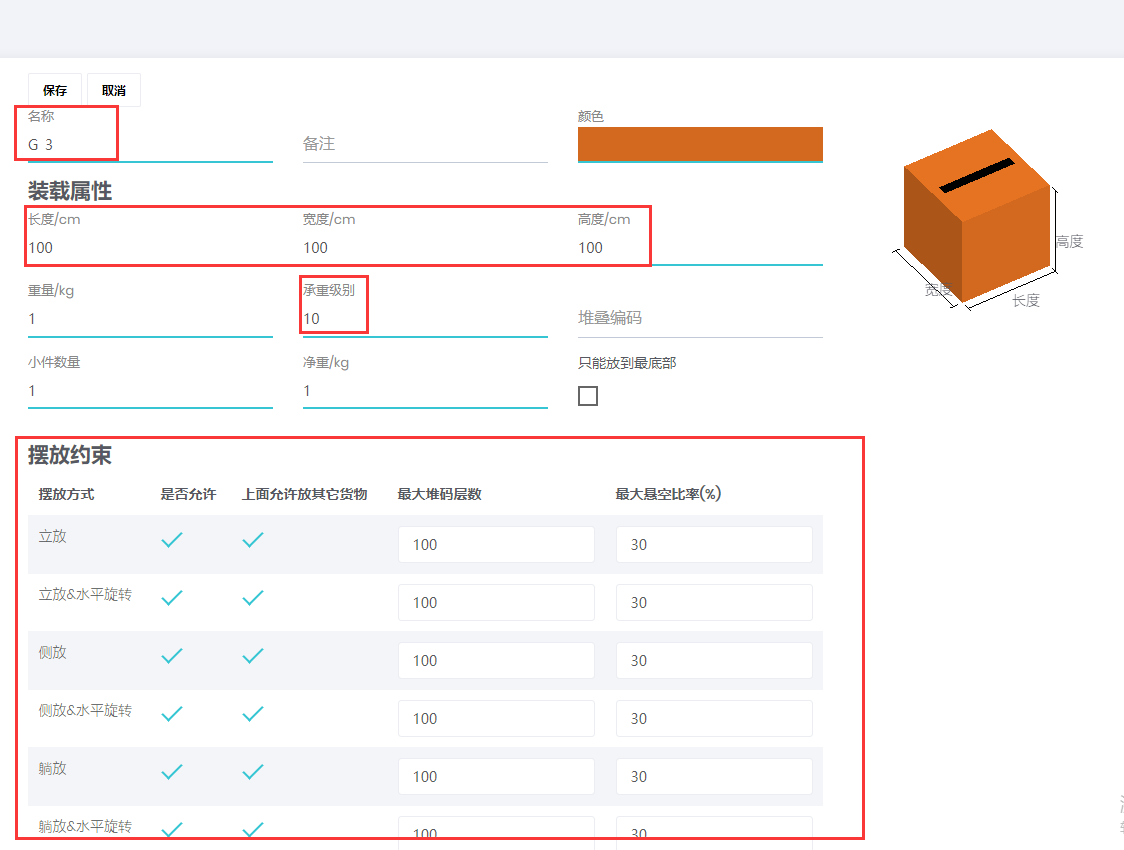 保存 取消
名称
颜色
G 3
备注
装载属性
长度/cm 宽度/cm 高度/cm
100 100 100
高度
重量/kg 承重级别
宽度
长度
1 10 堆叠编码
小件数量 净重/kg 只能放到最底部
1 1
摆放约束
摆放方式 是否允许 上面允许放其它货物 最大堆码层数 最大悬空比率(%)
立放 100 30
立放&水平旋转 100 30
侧放 100 30
侧放&水平旋转 100 30
躺放 100 30
躺放&水平旋转 100 30